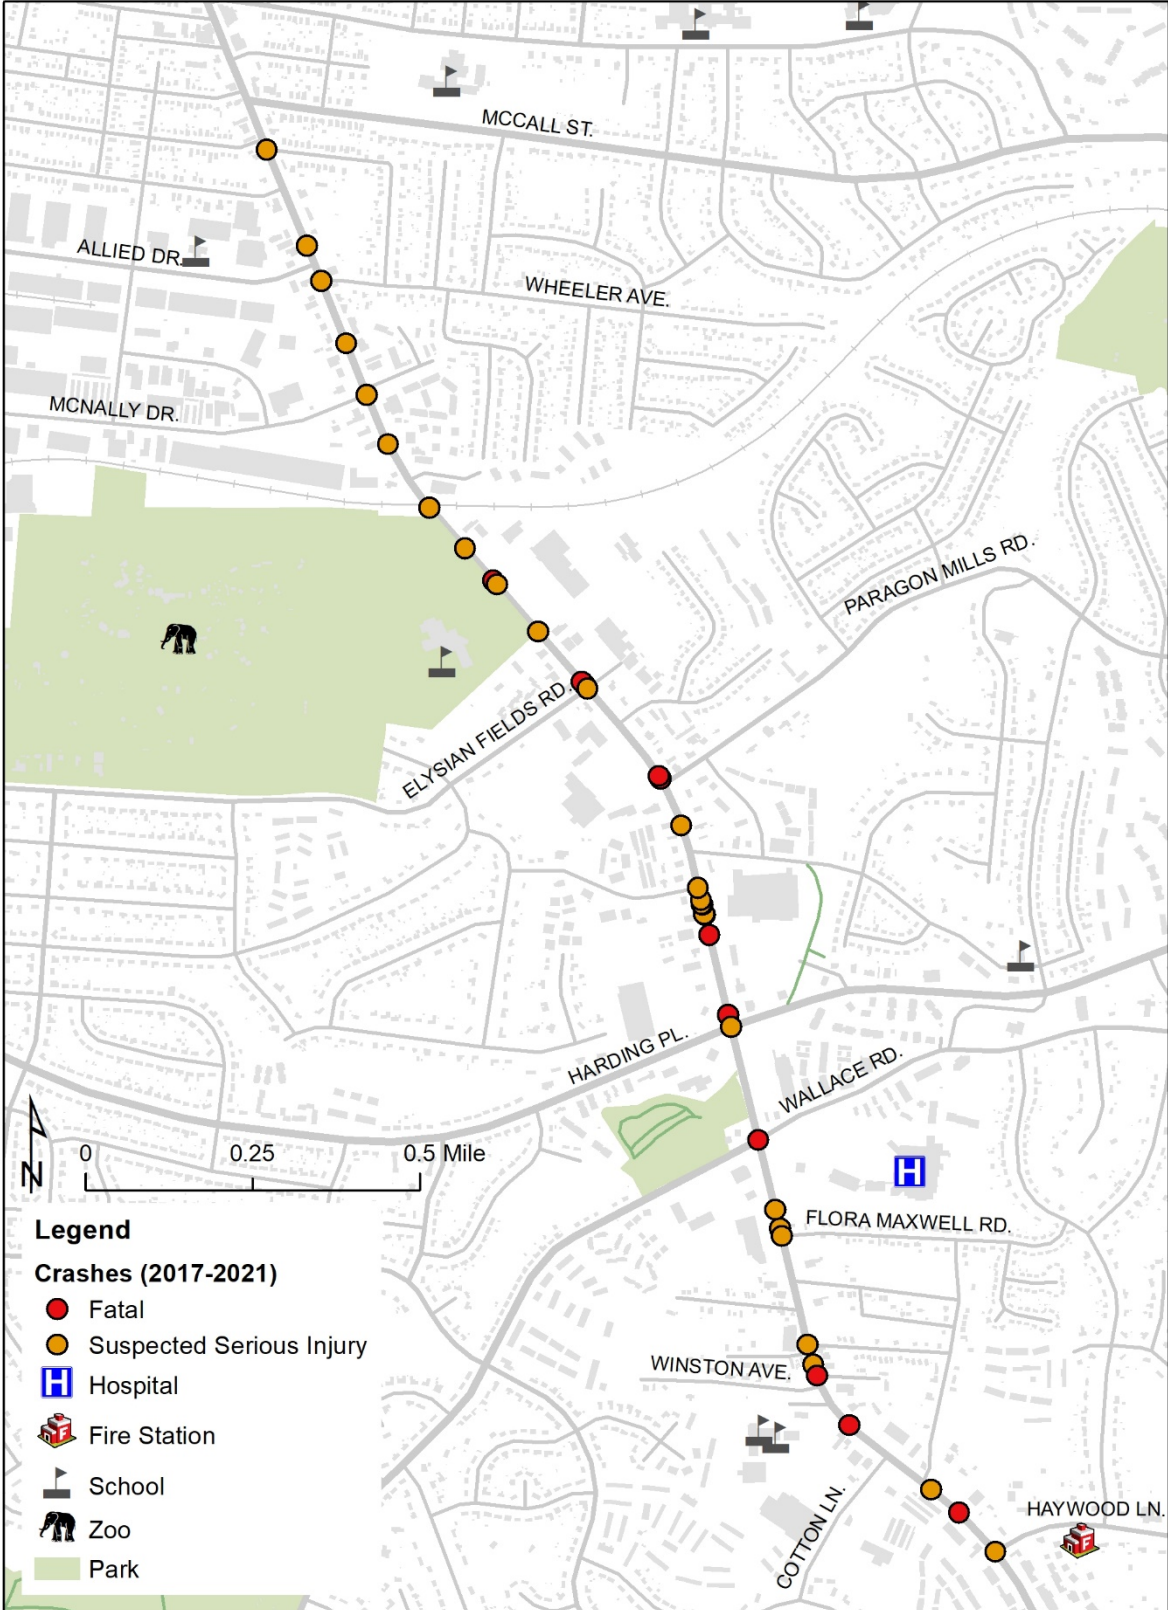 MCCALL ST.
ALLIED DR.
WHEELER AVE.
MCNALLY DR.
PARAGON MILLS RD.
ELYSIAN FIELDS RD.
HARDING PL.
WALLACE RD.
N
0 0.25 0.5 Mile
H
FLORA MAXWELL RD.
Legend
Crashes (2017-2021)
Fatal
Suspected Serious Injury
H Hospital
F Fire Station
School
Zoo
Park
WINSTON AVE.
COTTON LN.
HAYWOOD LN.
F